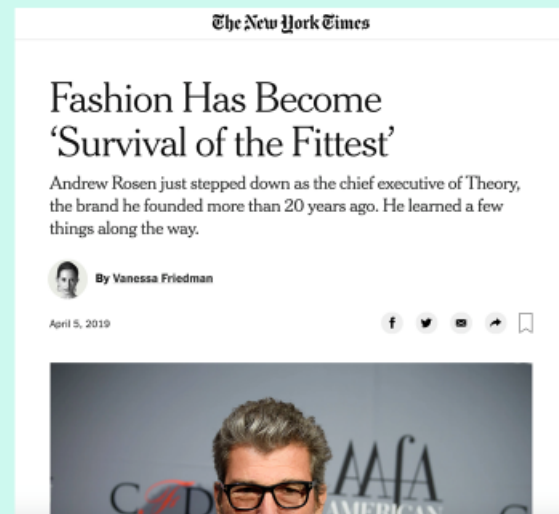 The New York Times
Fashion Has Become
‘Survival of the Fittest’
Andrew Rosen just stepped down as the chief executive of Theory,
the brand he founded more than 20 years ago. He learned a few
things along the way.
By Vanessa Friedman
April 5, 2019
AAFA
CFD
AMERICAN